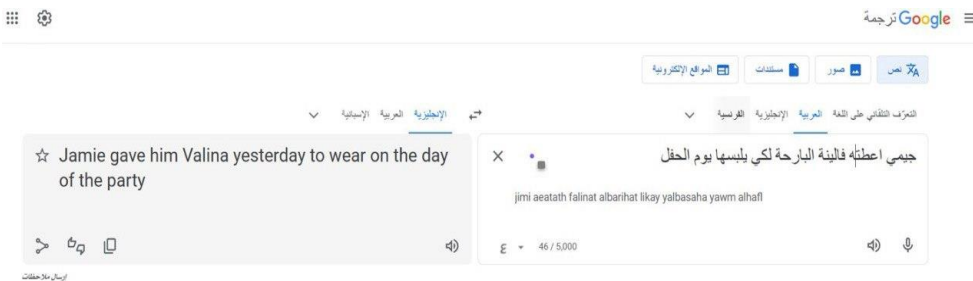 Google ترجمة
نص
صور
مستندات
المواقع الإلكترونية
التعرّف التلقائي على اللغة العربية الإنجليزية الفرنسية
الإنجليزية العربية الإسبانية
جيمي اعطته فالينة البارحة لكي يلبسها يوم الحفل
jimi aeatath falinat albarihat likay yalbasaha yawm alhafl
46 / 5,000
ع
Jamie gave him Valina yesterday to wear on the day
of the party
إرسال ملاحظات